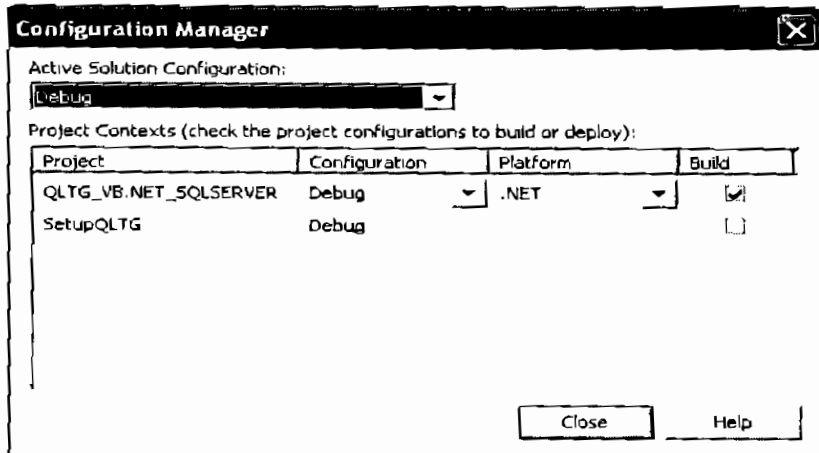 Configuration Manager
Active Solution Configuration:
Debug
Project Contexts (check the project configurations to build or deploy):
Project Configuration Platform Build
QLTG_VB.NET_SQLSERVER Debug .NET
SetupQLTG Debug
Close Help